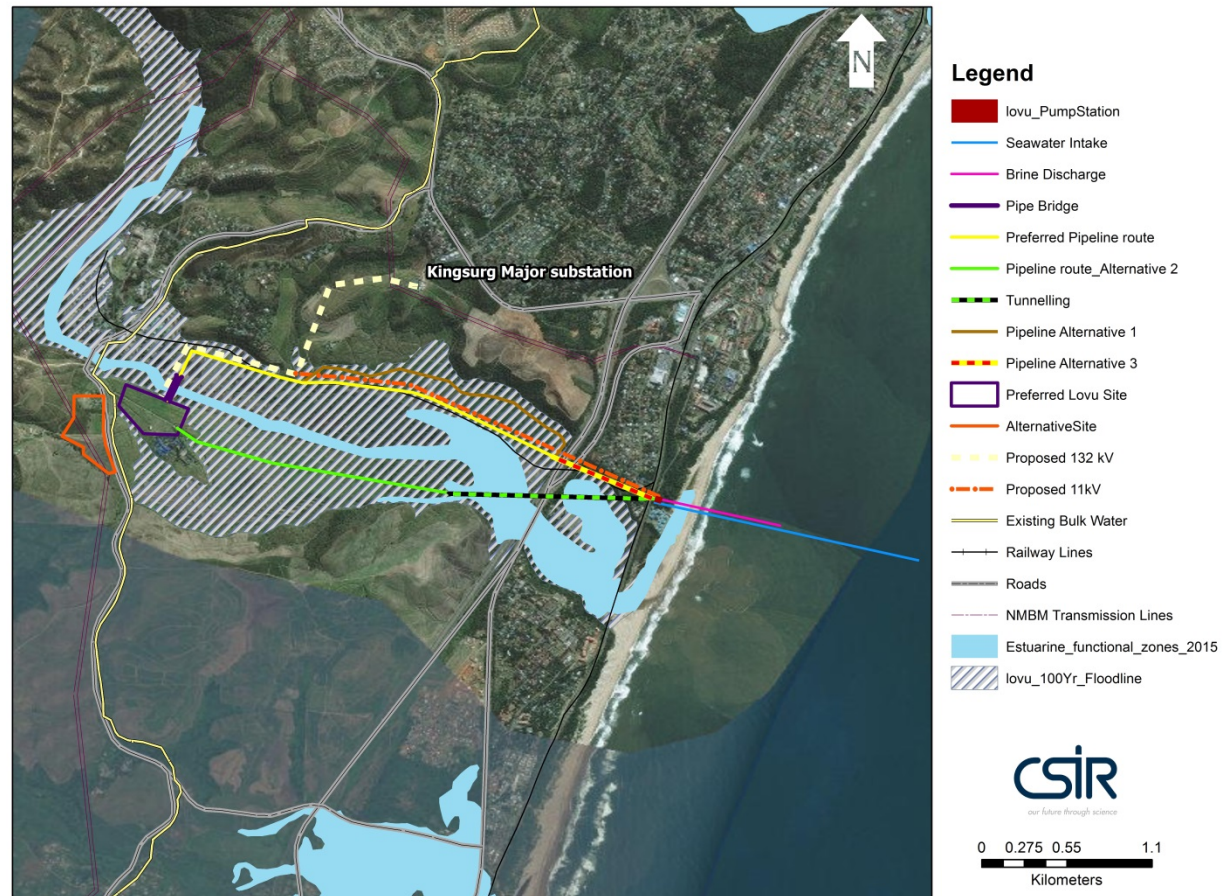 N
Kingsurg Major substation
Legend
lovu_PumpStation
Seawater Intake
Brine Discharge
Pipe Bridge
Preferred Pipeline route
Pipeline route_Alternative 2
Tunnelling
Pipeline Alternative 1
Pipeline Alternative 3
Preferred Lovu Site
AlternativeSite
Proposed 132 kV
Proposed 11kV
Existing Bulk Water
Railway Lines
Roads
NMBM Transmission Lines
Estuarine_functional_zones_2015
lovu_100Yr_Floodline
CSIR
our future through science
0 0.275 0.55 1.1
Kilometers